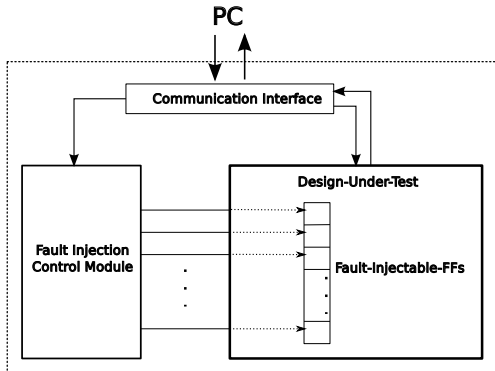 PC
Communication Interface
Design-Under-Test
Fault Injection
Control Module
Fault-Injectable-FFs